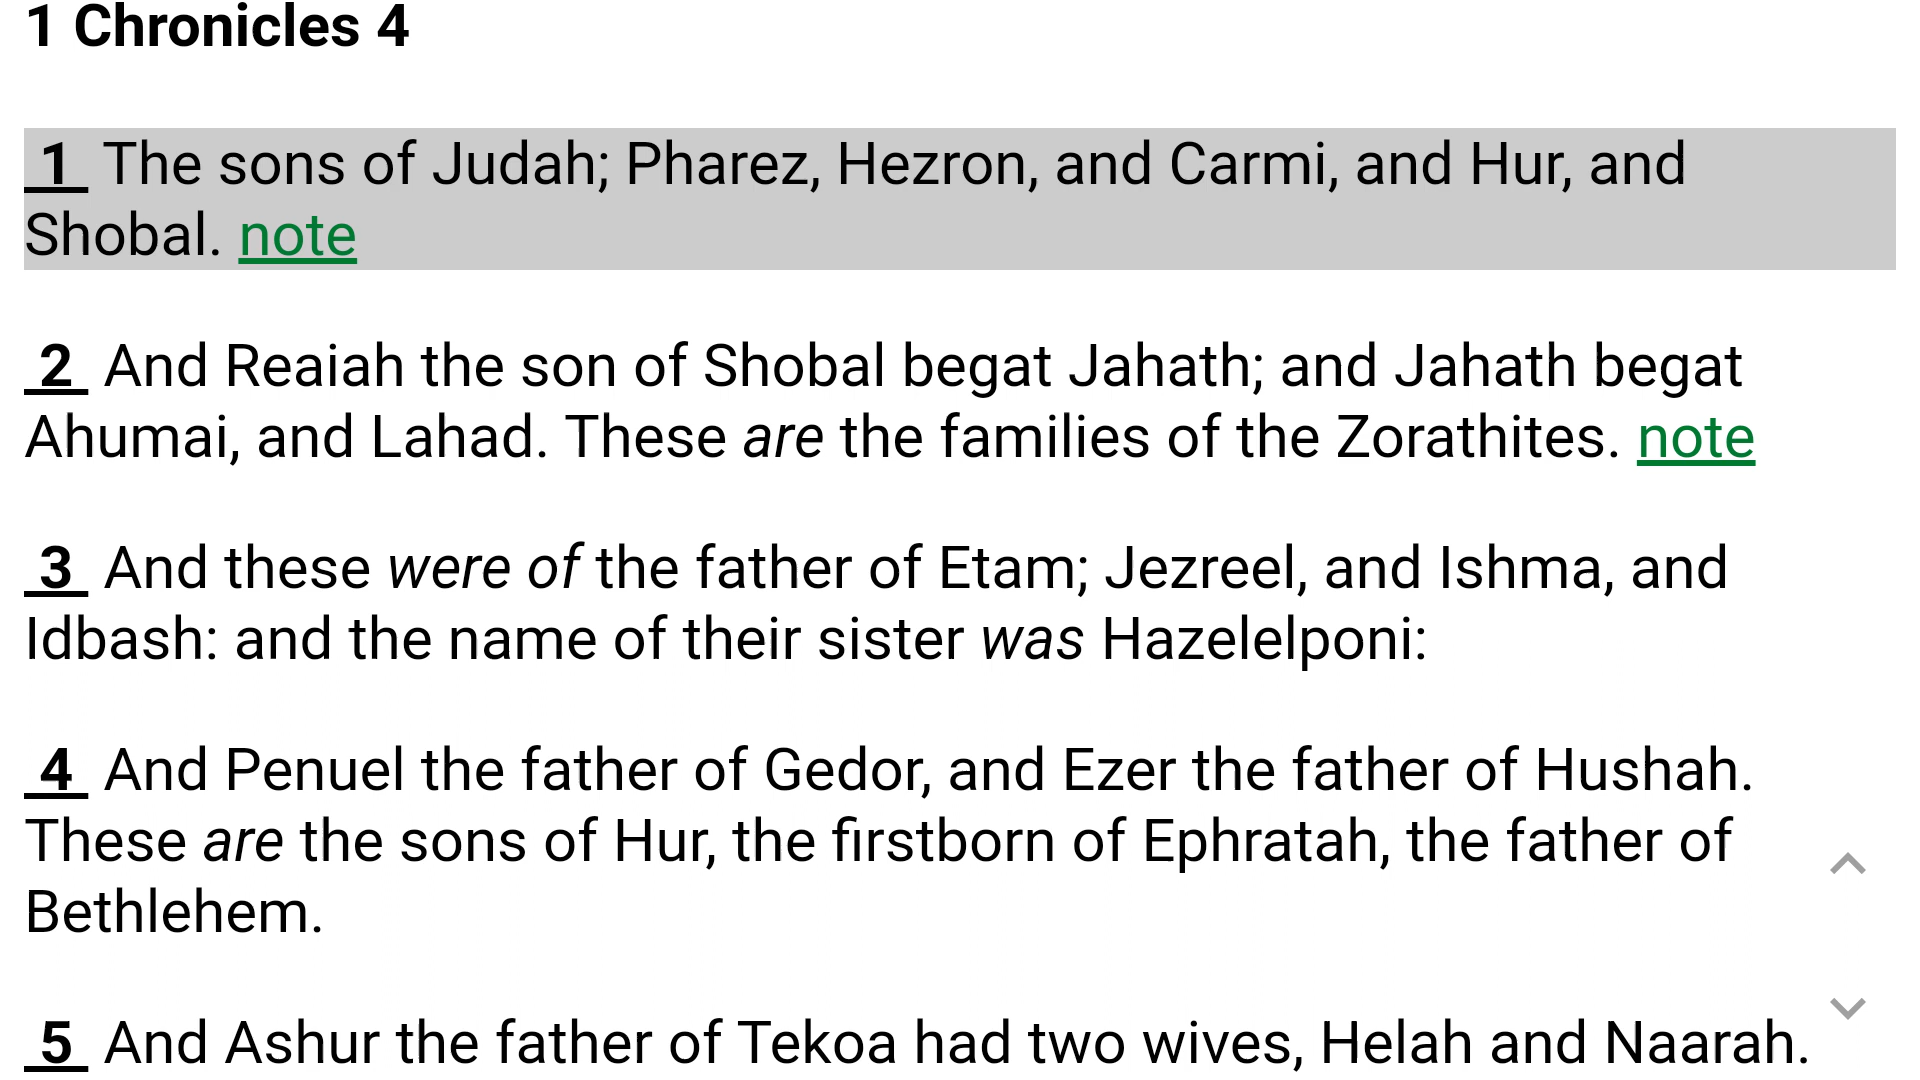 1 Chronicles 4
1 The sons of Judah; Pharez, Hezron, and Carmi, and Hur, and
Shobal. note
2 And Reaiah the son of Shobal begat Jahath; and Jahath begat
Ahumai, and Lahad. These are the families of the Zorathites. note
3 And these were of the father of Etam; Jezreel, and Ishma, and
Idbash: and the name of their sister was Hazelelponi:
4 And Penuel the father of Gedor, and Ezer the father of Hushah.
These are the sons of Hur, the firstborn of Ephratah, the father of
Bethlehem.
5 And Ashur the father of Tekoa had two wives, Helah and Naarah.